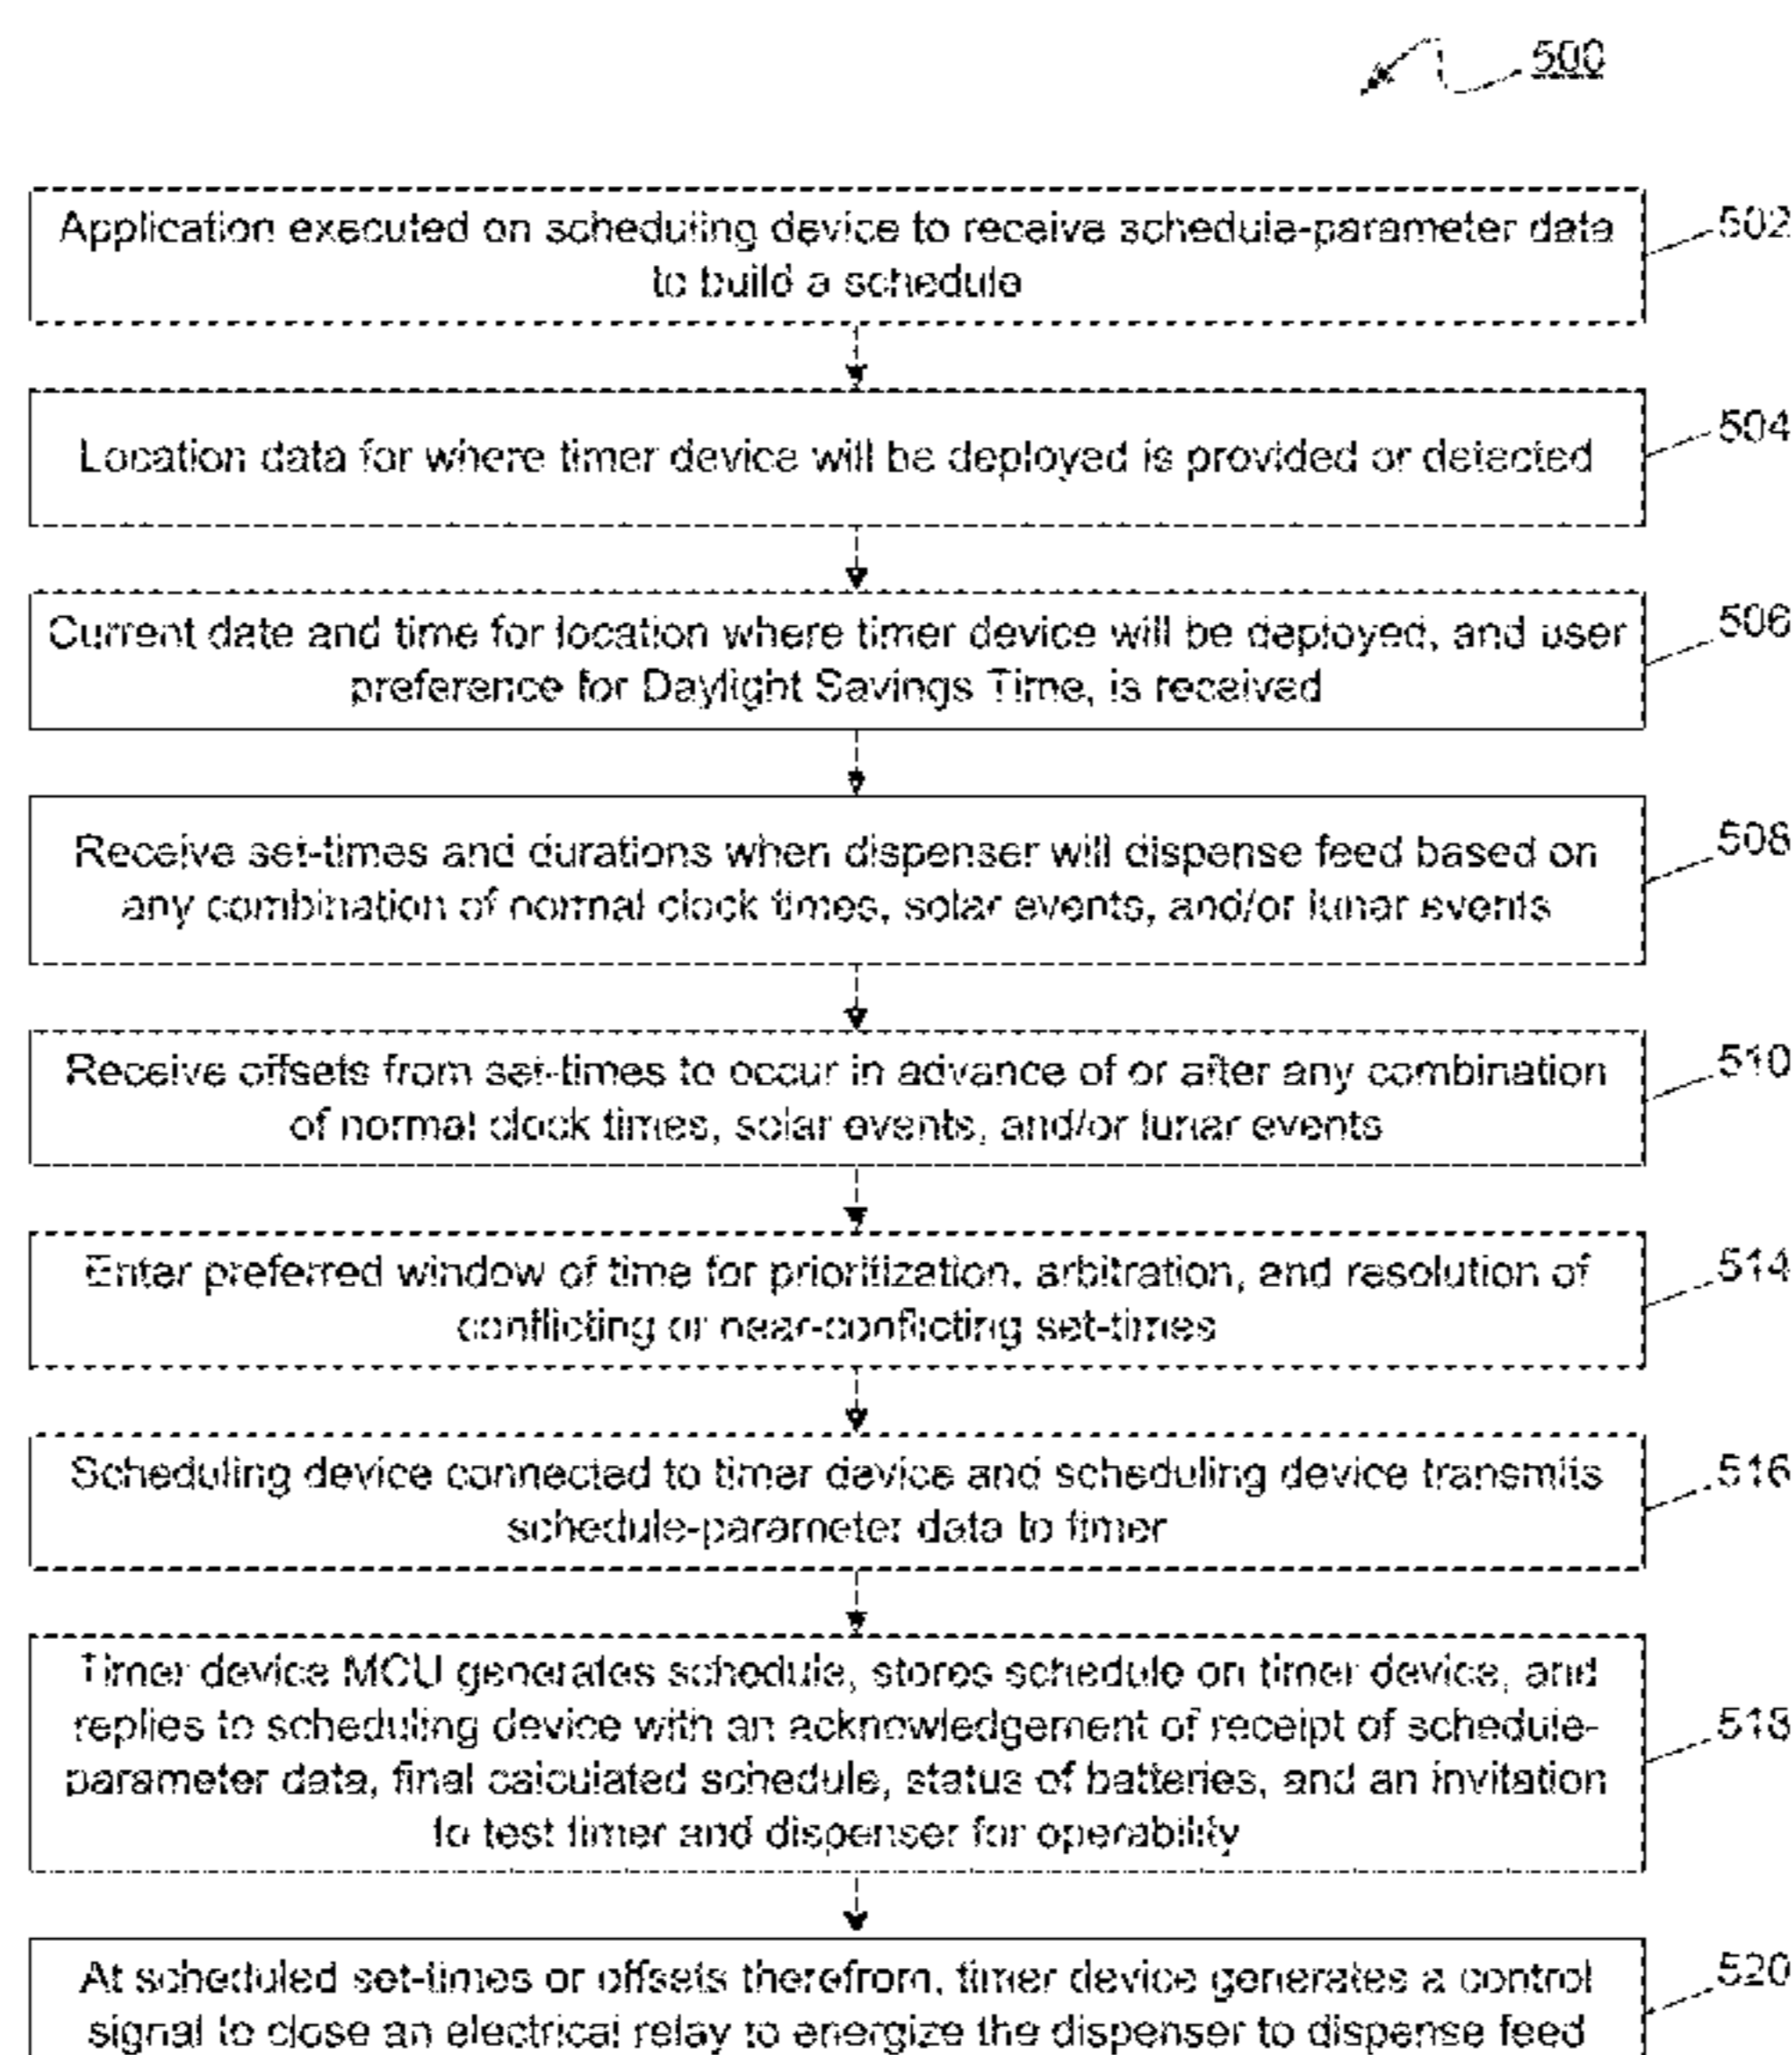 500
Application executed on scheduling device to receive schedule-parameter data
to build a schedule
502
Location data for where timer device will be deployed is provided or detected
504
Current date and time for location where timer device will be deployed, and user
preference for Daylight Savings Time, is received
506
Receive set-times and durations when dispenser will dispense feed based on
any combination of normal clock times, solar events, and/or lunar events
508
Receive offsets from set-times to occur in advance of or after any combination
of normal clock times, solar events, and/or lunar events
510
Enter preferred window of time for prioritization, arbitration, and resolution of
conflicting or near-conflicting set-times
514
Scheduling device connected to timer device and scheduling device transmits
schedule-parameter data to timer
516
Timer device MCU generates schedule, stores schedule on timer device, and
replies to scheduling device with an acknowledgement of receipt of schedule-
parameter data, final calculated schedule, status of batteries, and an invitation
to test timer and dispenser for operability
518
At scheduled set-times or offsets therefrom, timer device generates a control
signal to close an electrical relay to energize the dispenser to dispense feed
520